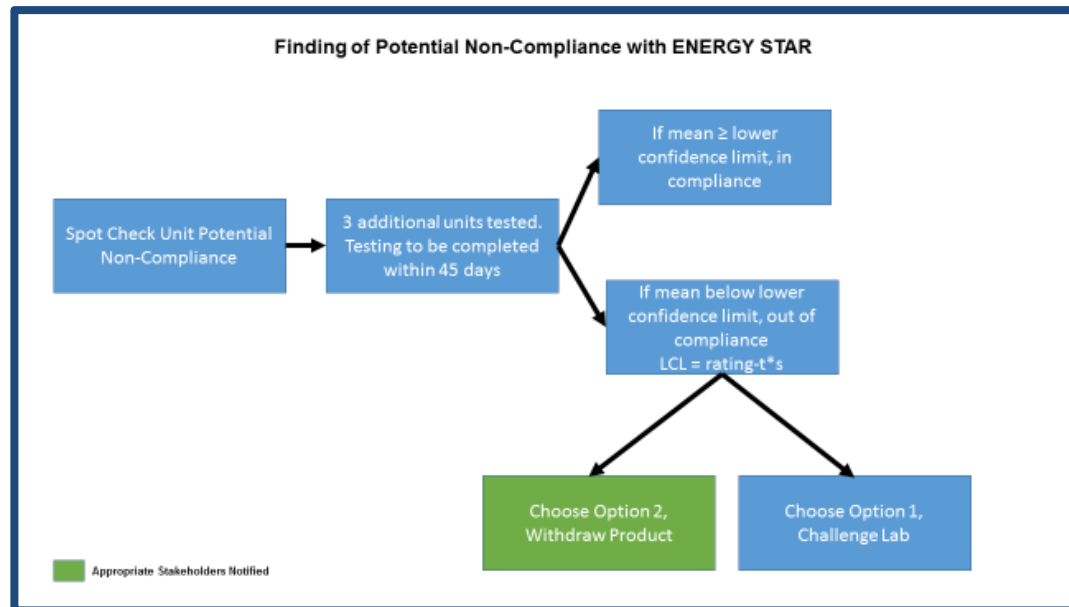 Finding of Potential Non-Compliance with ENERGY STAR
If mean ≥ lower
confidence limit, in
compliance
Spot Check Unit Potential
Non-Compliance
3 additional units tested.
Testing to be completed
within 45 days
If mean below lower
confidence limit, out of
compliance
LCL = rating-t*s
Choose Option 2,
Withdraw Product
Choose Option 1,
Challenge Lab
Appropriate Stakeholders Notified